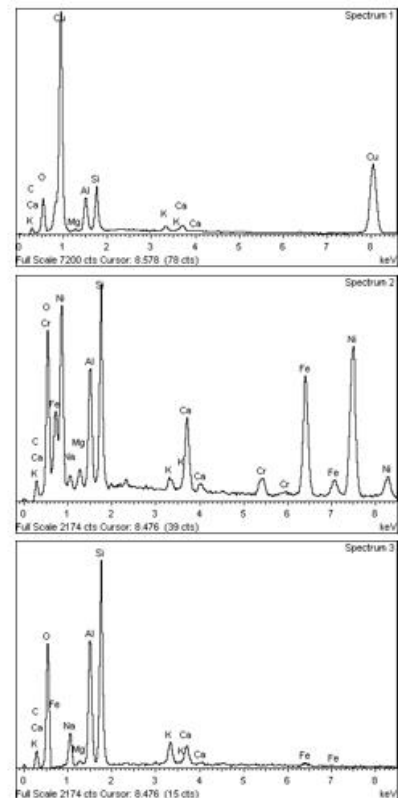 Spectrum 1
Cu
O
C
Ca
K
Mg
Al
Si
K
K
Ca
Ca
Cu
0 1 2 3 4 5 6 7 8
Full Scale 7200 cts Cursor: 8.578 (78 cts) keV
Spectrum 2
O
Cr
Fe
Ni
C
Ca
K
Na
Mg
Al
Si
K
K
Ca
Ca
Cr
Cr
Fe
Fe
Ni
Ni
0 1 2 3 4 5 6 7 8
Full Scale 2174 cts Cursor: 8.476 (39 cts) keV
Spectrum 3
O
Fe
C
Ca
K
Na
Mg
Al
Si
K
K
Ca
Ca
Fe
Fe
0 1 2 3 4 5 6 7 8
Full Scale 2174 cts Cursor: 8.476 (15 cts) keV